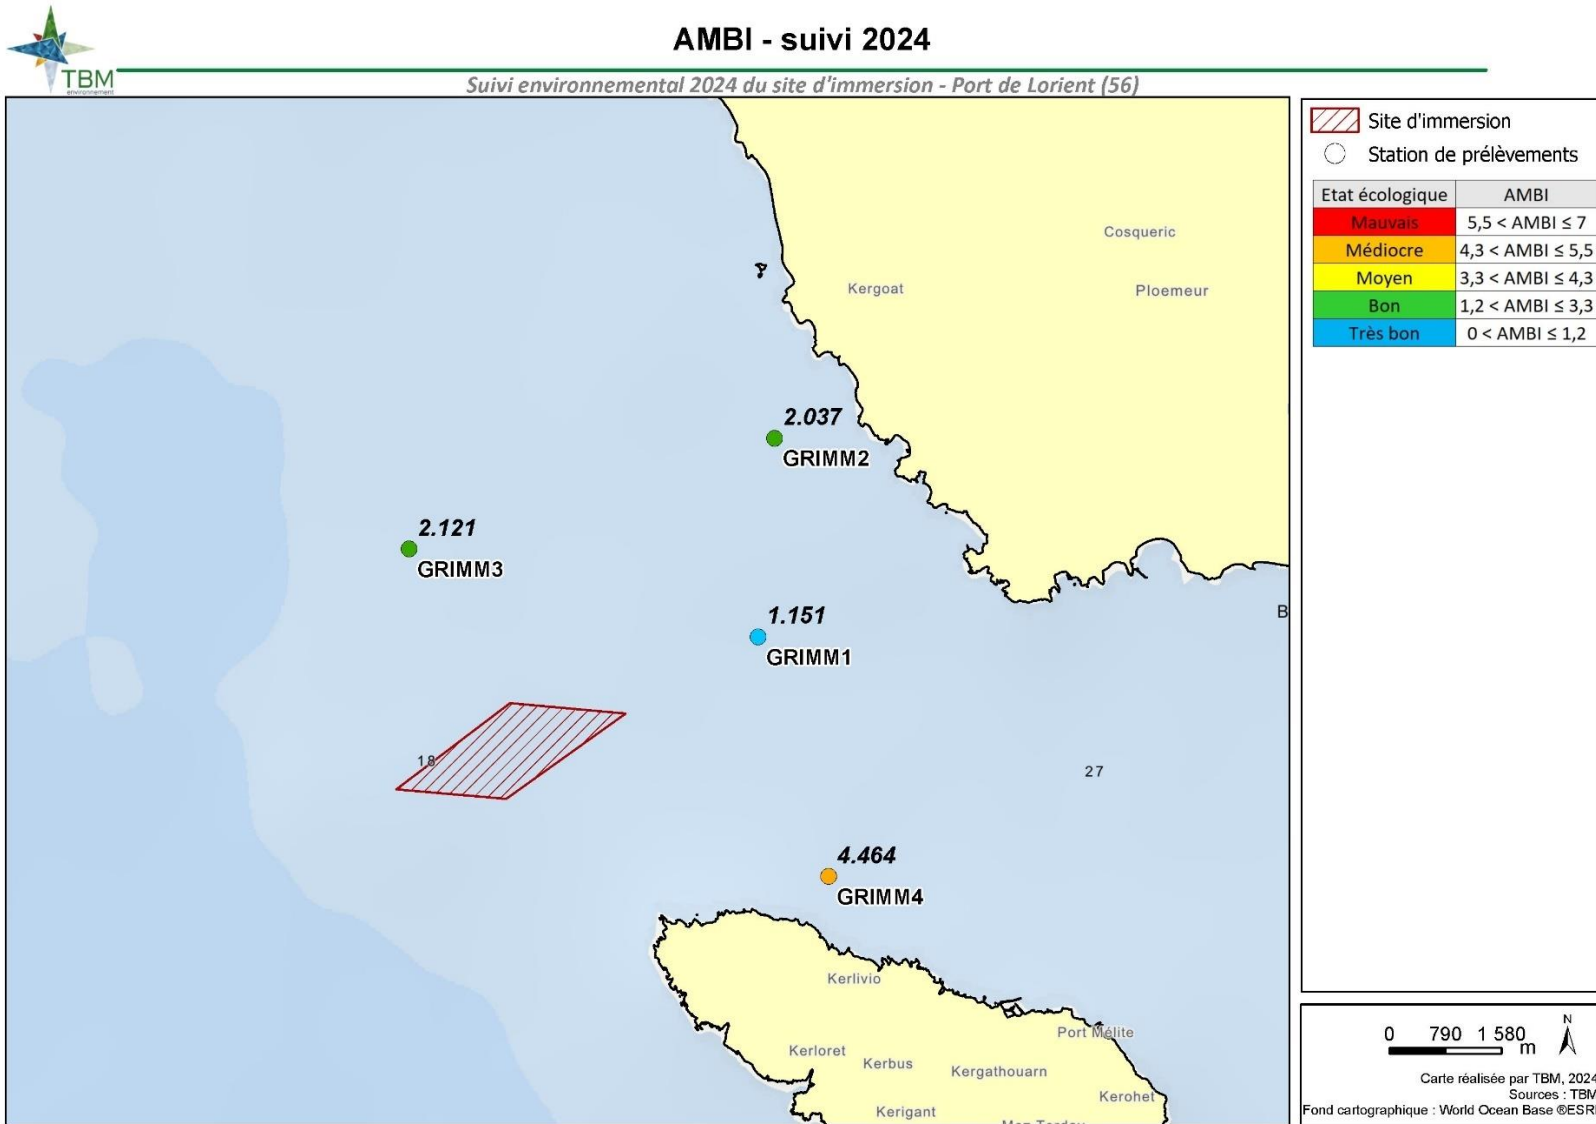 TBM
environnement
AMBI - suivi 2024
Suivi environnemental 2024 du site d'immersion - Port de Lorient (56)
Site d'immersion
Station de prélèvements
Etat écologique AMBI
Mauvais 5,5 < AMBI ≤ 7
Médiocre 4,3 < AMBI ≤ 5,5
Moyen 3,3 < AMBI ≤ 4,3
Bon 1,2 < AMBI ≤ 3,3
Très bon 0 < AMBI ≤ 1,2
Cosqueric
Kergoat
Ploemeur
2.037
GRIMM2
2.121
GRIMM3
1.151
GRIMM1
B
18
27
4.464
GRIMM4
Kerlivio
Port Mélite
Kerloret
Kerbus
Kergathouarn
Kerohet
Kerigant
0 790 1 580
m
N
Carte réalisée par TBM, 2024
Sources : TBM
Fond cartographique : World Ocean Base ®ESRI